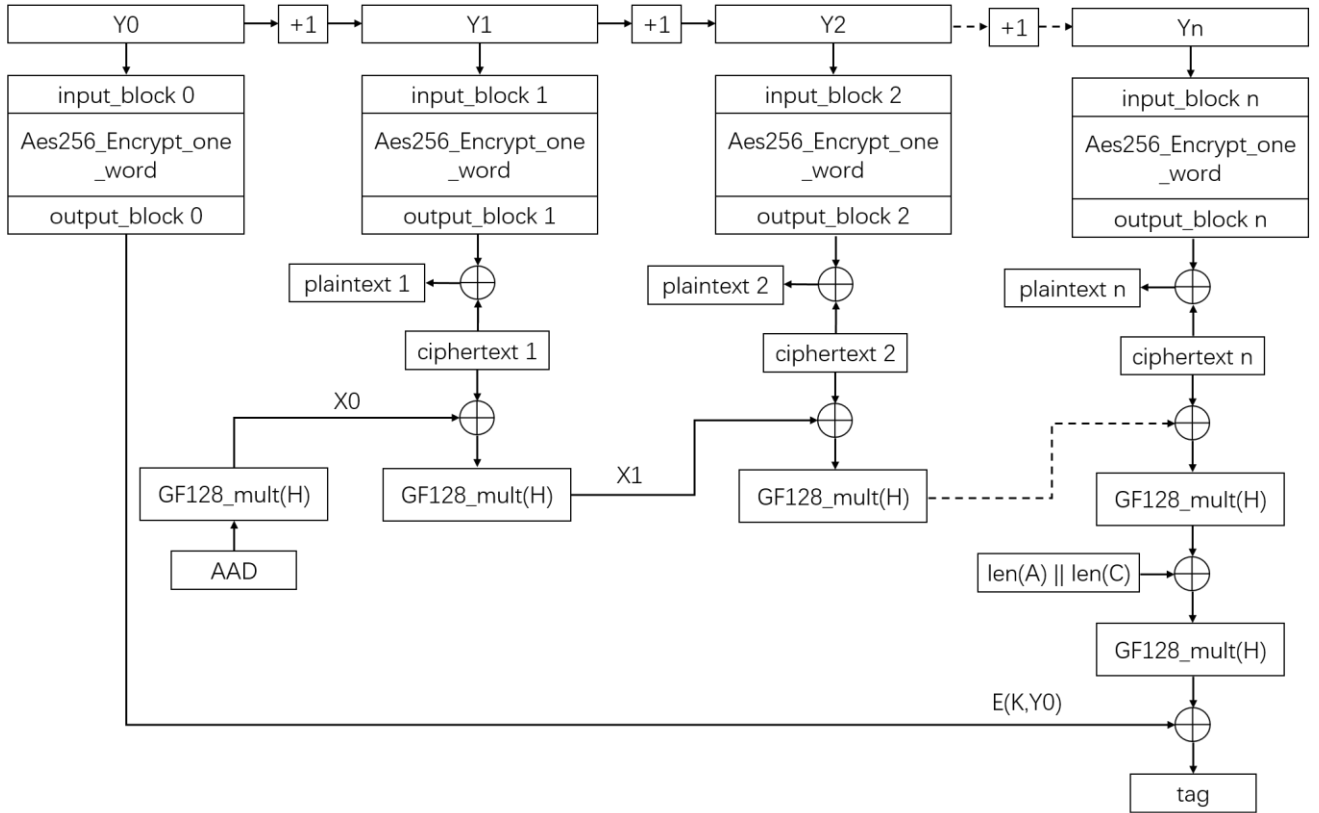 Y0
+1
Y1
+1
Y2
+1
Yn
input_block 0
Aes256_Encrypt_one
_word
output_block 0
input_block 1
Aes256_Encrypt_one
_word
output_block 1
input_block 2
Aes256_Encrypt_one
_word
output_block 2
input_block n
Aes256_Encrypt_one
_word
output_block n
plaintext 1
plaintext 2
plaintext n
ciphertext 1
ciphertext 2
ciphertext n
X0
GF128_mult(H)
GF128_mult(H)
X1
GF128_mult(H)
GF128_mult(H)
AAD
len(A) || len(C)
GF128_mult(H)
E(K,Y0)
tag